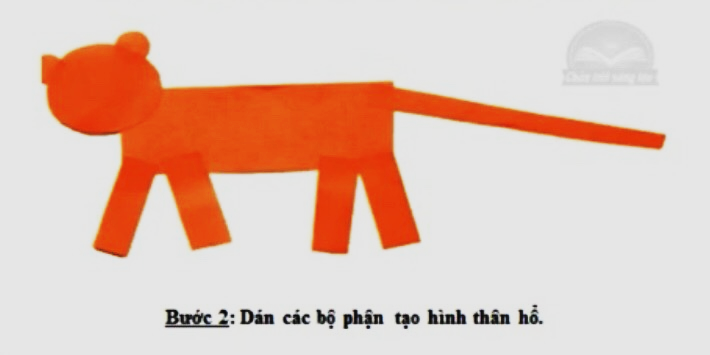 Bước 2: Dán các bộ phận tạo hình thân hổ.